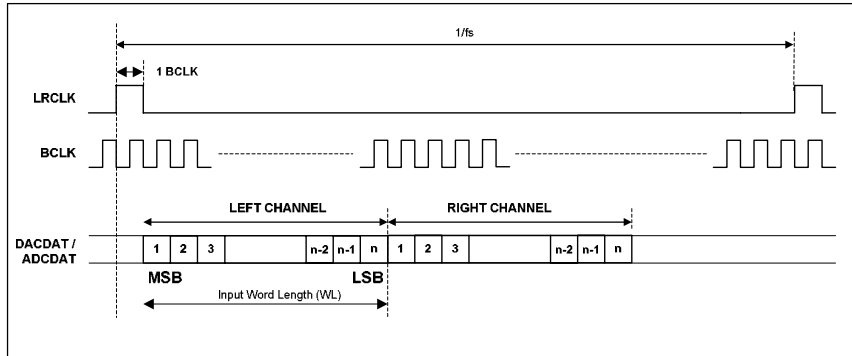 1/fs
1 BCLK
LRCLK
BCLK
LEFT CHANNEL RIGHT CHANNEL
DACDAT /
ADCDAT
1 2 3 n-2 n-1 n 1 2 3 n-2 n-1 n
MSB LSB
Input Word Length (WL)